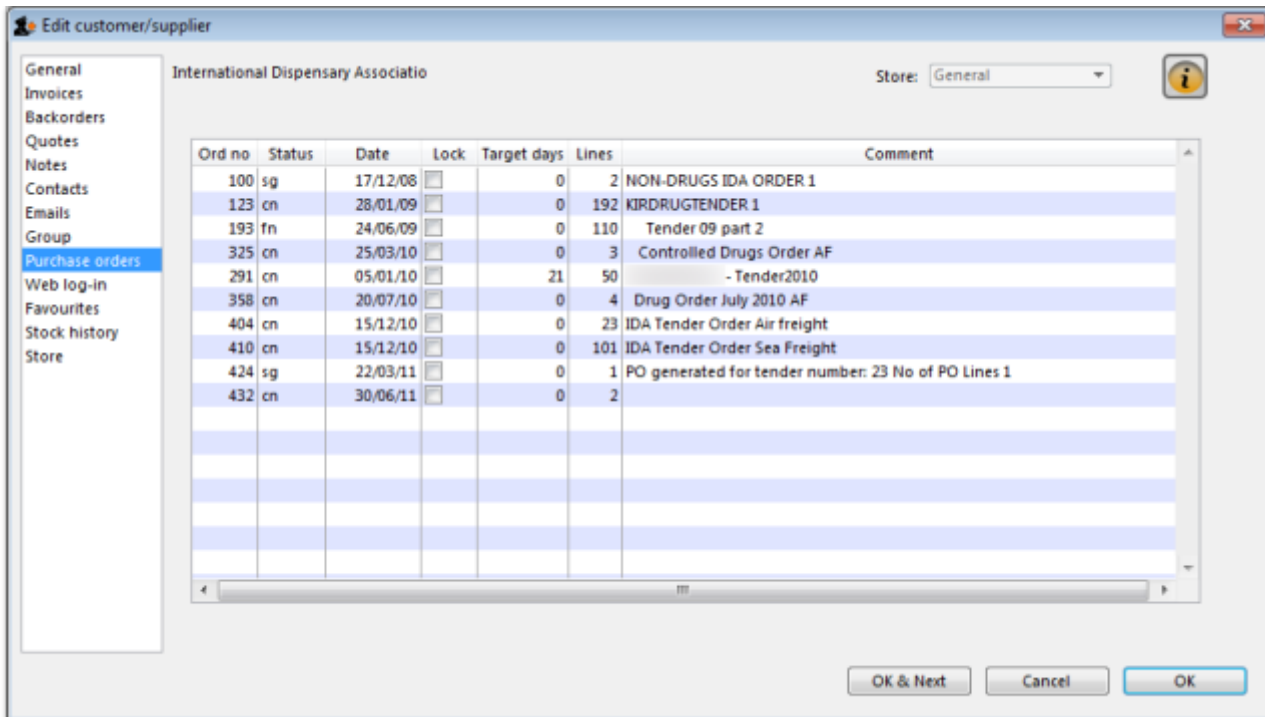 Edit customer/supplier
General
Invoices
Backorders
Quotes
Notes
Contacts
Emails
Group
Purchase orders
Web log-in
Favourites
Stock history
Store
International Dispensary Associatio
Store: General
Ord no Status Date Lock Target days Lines Comment
100 sg 17/12/08 0 2 NON-DRUGS IDA ORDER 1
123 cn 28/01/09 0 192 KIRDRUGTENDER 1
193 fn 24/06/09 0 110 Tender 09 part 2
325 cn 25/03/10 0 3 Controlled Drugs Order AF
291 cn 05/01/10 21 50 - Tender2010
358 cn 20/07/10 0 4 Drug Order July 2010 AF
404 cn 15/12/10 0 23 IDA Tender Order Air freight
410 cn 15/12/10 0 101 IDA Tender Order Sea Freight
424 sg 22/03/11 0 1 PO generated for tender number: 23 No of PO Lines 1
432 cn 30/06/11 0 2
OK & Next Cancel OK